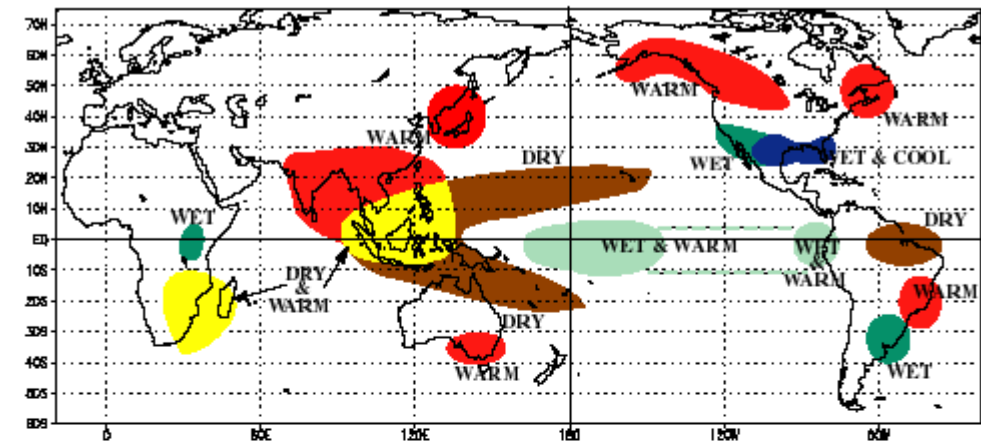 70N
60N
50N
40N
30N
20N
10N
EQ
10S
20S
30S
40S
50S
60S
WARM
WARM
WARM
DRY
WET
WET & COOL
WET
DRY
WET & WARM
WET
&
WARM
DRY
&
WARM
WARM
DRY
WARM
WET
0
60E
120E
180
120W
60W